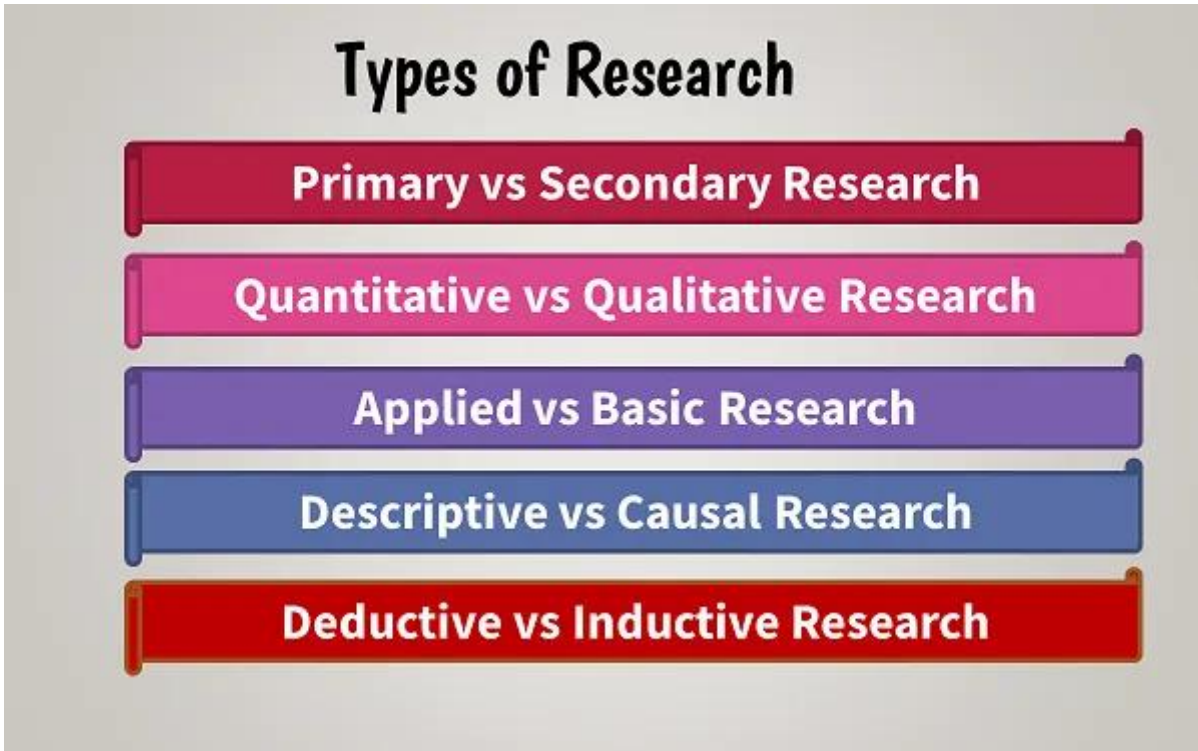 Types of Research
Primary vs Secondary Research
Quantitative vs Qualitative Research
Applied vs Basic Research
Descriptive vs Causal Research
Deductive vs Inductive Research